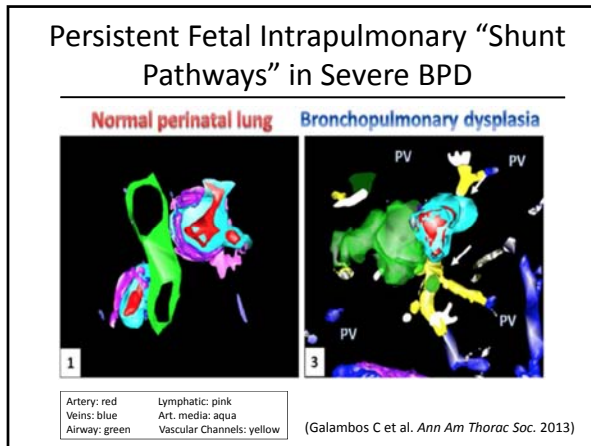 Persistent Fetal Intrapulmonary “Shunt
Pathways” in Severe BPD
Normal perinatal lung
Bronchopulmonary dysplasia
PV
PV
PV
PV
1
3
Artery: red Lymphatic: pink
Veins: blue Art. media: aqua
Airway: green Vascular Channels: yellow
(Galambos C et al. Ann Am Thorac Soc. 2013)